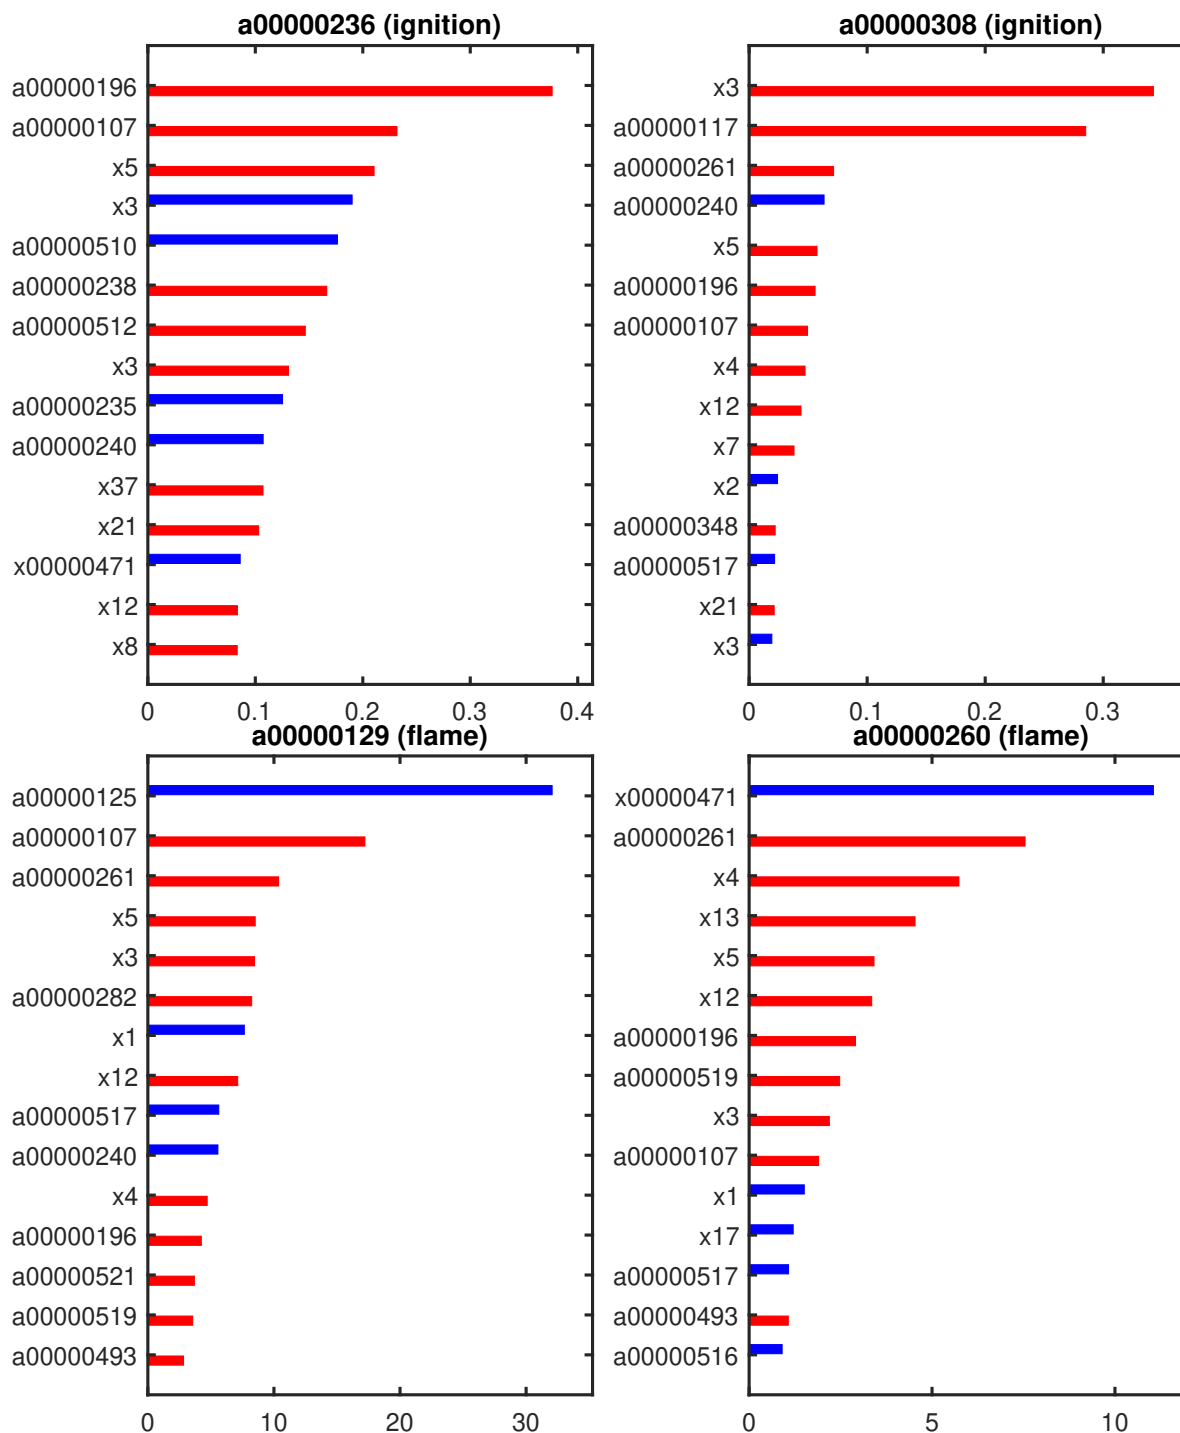 a00000236 (ignition)
a00000196
a00000107
x5
x3
a00000510
a00000238
a00000512
x3
a00000235
a00000240
x37
x21
x00000471
x12
x8
0 0.1 0.2 0.3 0.4
a00000308 (ignition)
x3
a00000117
a00000261
a00000240
x5
a00000196
a00000107
x4
x12
x7
x2
a00000348
a00000517
x21
x3
0 0.1 0.2 0.3
a00000129 (flame)
a00000125
a00000107
a00000261
x5
x3
a00000282
x1
x12
a00000517
a00000240
x4
a00000196
a00000521
a00000519
a00000493
0 10 20 30
a00000260 (flame)
x00000471
a00000261
x4
x13
x5
x12
a00000196
a00000519
x3
a00000107
x1
x17
a00000517
a00000493
a00000516
0 5 10